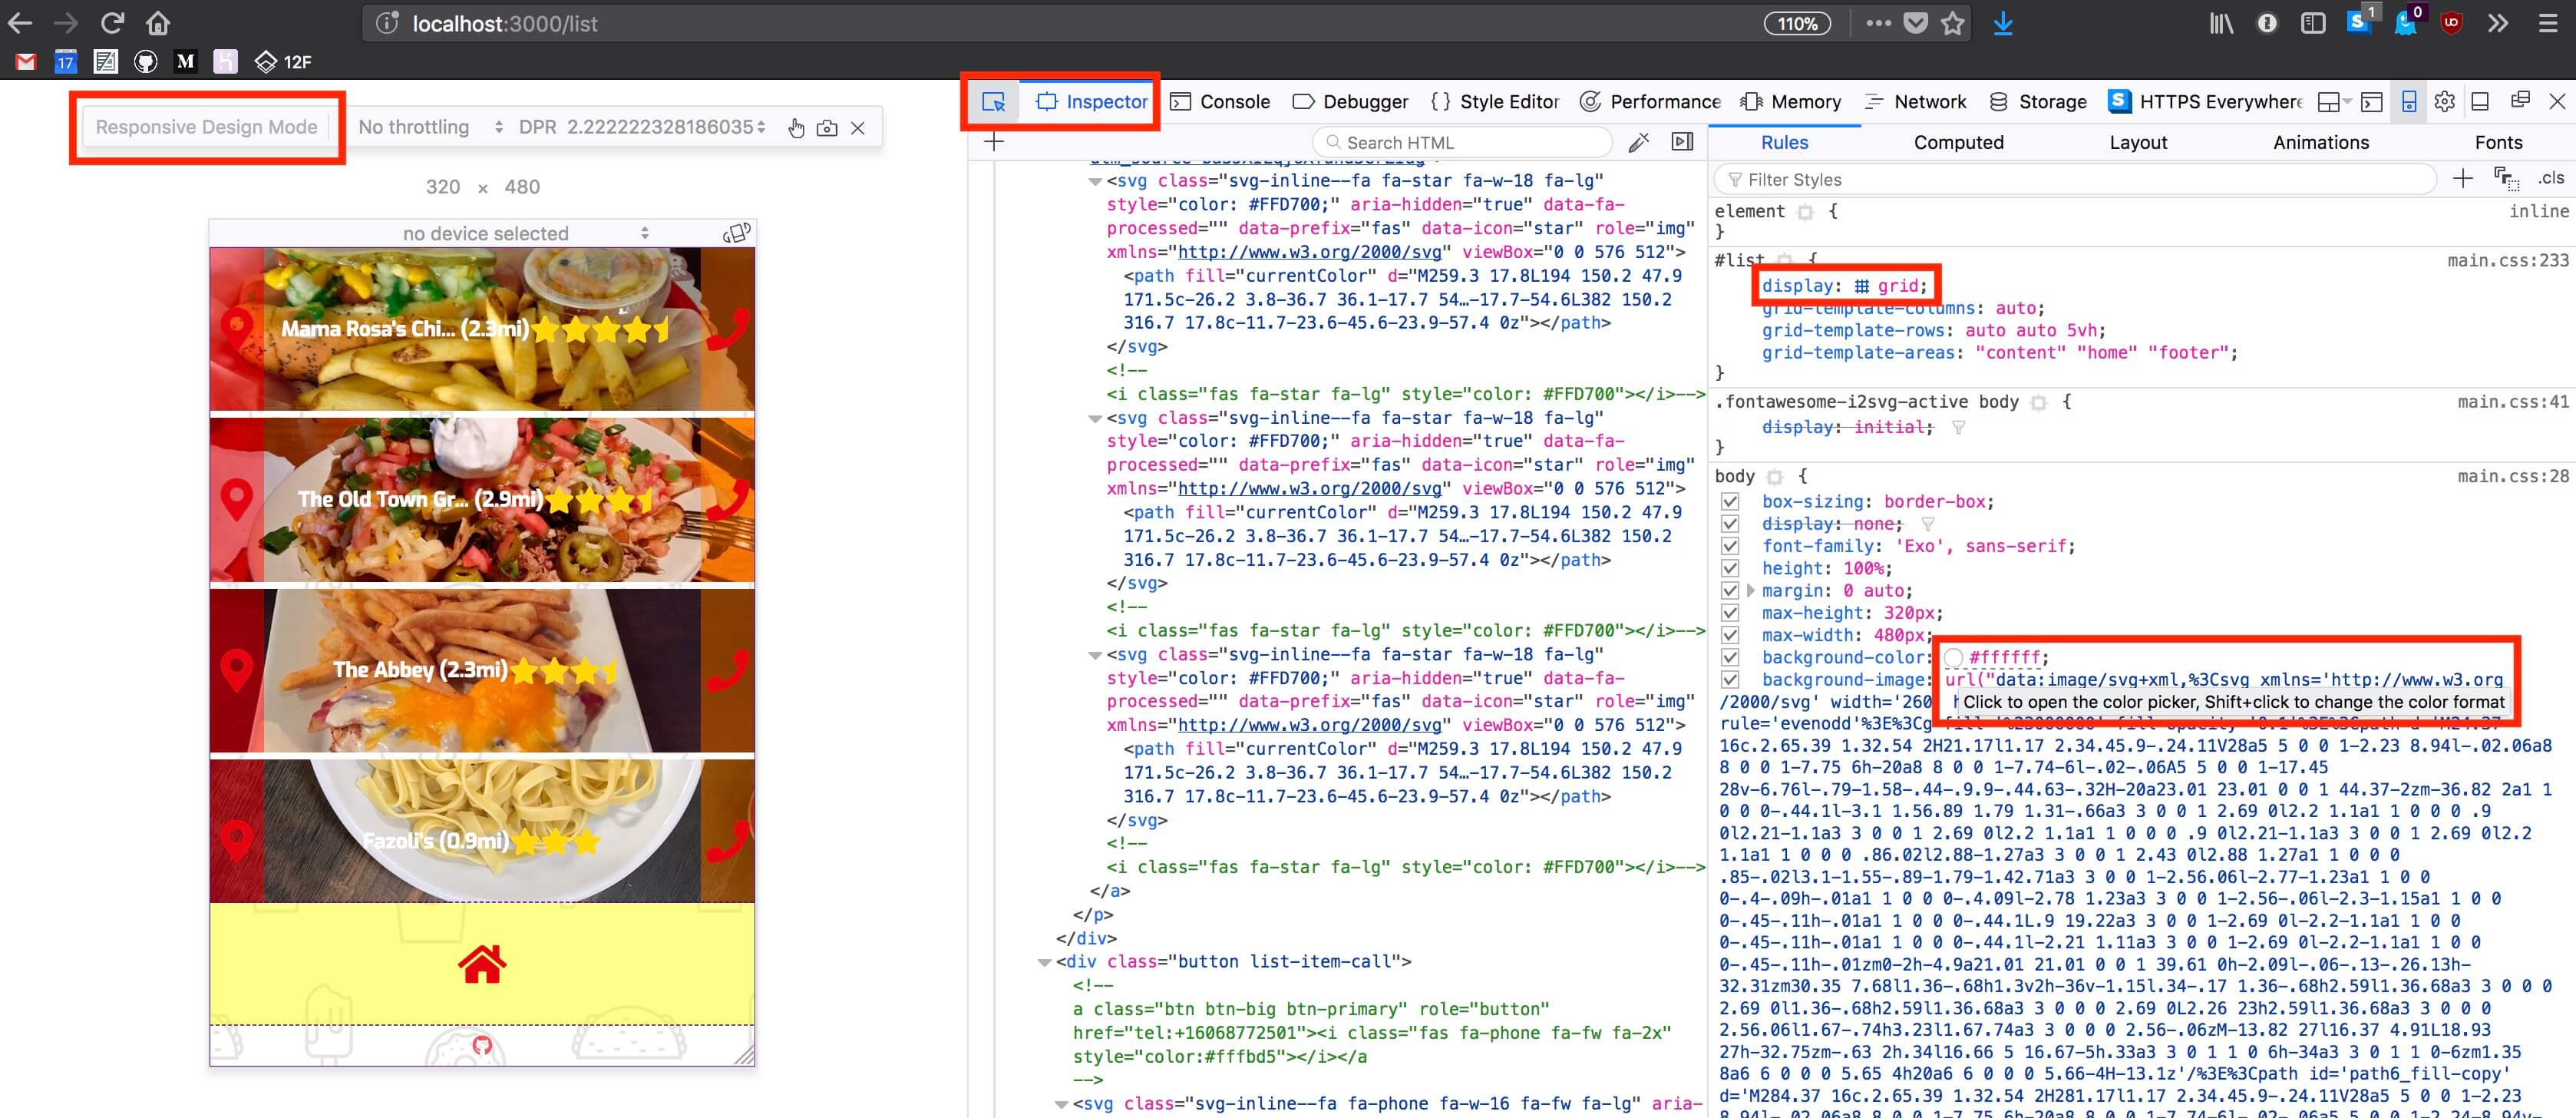 localhost:3000/list
110%
1
0
17
M
12F
Responsive Design Mode
No throttling
DPR 2.222222328186035
320 × 480
no device selected
Mama Rosa's Chi... (2.3mi)
The Old Town Gr... (2.9mi)
The Abbey (2.3mi)
Fazoli's (0.9mi)
Inspector
Console
Debugger
{} Style Editor
Performance
Memory
Network
Storage
S HTTPS Everywhere
Search HTML
<svg class="svg-inline--fa fa-star fa-w-18 fa-lg"
style="color: #FFD700;" aria-hidden="true" data-fa-
processed="" data-prefix="fas" data-icon="star" role="img"
xmlns="http://www.w3.org/2000/svg" viewBox="0 0 576 512">
<path fill="currentColor" d="M259.3 17.8L194 150.2 47.9
171.5c-26.2 3.8-36.7 36.1-17.7 54…-17.7-54.6L382 150.2
316.7 17.8c-11.7-23.6-45.6-23.9-57.4 0z"></path>
</svg>
<!--
<i class="fas fa-star fa-lg" style="color: #FFD700"></i>-->
<svg class="svg-inline--fa fa-star fa-w-18 fa-lg"
style="color: #FFD700;" aria-hidden="true" data-fa-
processed="" data-prefix="fas" data-icon="star" role="img"
xmlns="http://www.w3.org/2000/svg" viewBox="0 0 576 512">
<path fill="currentColor" d="M259.3 17.8L194 150.2 47.9
171.5c-26.2 3.8-36.7 36.1-17.7 54…-17.7-54.6L382 150.2
316.7 17.8c-11.7-23.6-45.6-23.9-57.4 0z"></path>
</svg>
<!--
<i class="fas fa-star fa-lg" style="color: #FFD700"></i>-->
<svg class="svg-inline--fa fa-star fa-w-18 fa-lg"
style="color: #FFD700;" aria-hidden="true" data-fa-
processed="" data-prefix="fas" data-icon="star" role="img"
xmlns="http://www.w3.org/2000/svg" viewBox="0 0 576 512">
<path fill="currentColor" d="M259.3 17.8L194 150.2 47.9
171.5c-26.2 3.8-36.7 36.1-17.7 54…-17.7-54.6L382 150.2
316.7 17.8c-11.7-23.6-45.6-23.9-57.4 0z"></path>
</svg>
<!--
<i class="fas fa-star fa-lg" style="color: #FFD700"></i>-->
</a>
</p>
</div>
<div class="button list-item-call">
<!--
a class="btn btn-big btn-primary" role="button"
href="tel:+16068772501"><i class="fas fa-phone fa-fw fa-2x"
style="color:#fffbd5"></i></a
-->
<svg class="svg-inline--fa fa-phone fa-w-16 fa-fw fa-lg" aria-
Rules
Computed
Layout
Animations
Fonts
Filter Styles
.cls
element {
inline
}
#list {
main.css:233
display: grid;
grid-template-columns: auto;
grid-template-rows: auto auto 5vh;
grid-template-areas: "content" "home" "footer";
}
.fontawesome-i2svg-active body {
main.css:41
display: initial;
}
body {
main.css:28
box-sizing: border-box;
display: none;
font-family: 'Exo', sans-serif;
height: 100%;
margin: 0 auto;
max-height: 320px;
max-width: 480px;
background-color: #ffffff;
background-image: url("data:image/svg+xml,%3Csvg xmlns='http://www.w3.org
/2000/svg' width='260
Click to open the color picker, Shift+click to change the color format
rule='evenodd'%3E%3Cg
16c.2.65.39 1.32.54 2H21.17l1.17 2.34.45.9-.24.11V28a5 5 0 0 1-2.23 8.94l-.02.06a8
8 0 0 1-7.75 6h-20a8 8 0 0 1-7.74-6l-.02-.06A5 5 0 0 1-17.45
28v-6.76l-.79-1.58-.44-.9.9-.44.63-.32H-20a23.01 23.01 0 0 1 44.37-2zm-36.82 2a1 1
0 0 0-.44.1l-3.1 1.56.89 1.79 1.31-.66a3 3 0 0 1 2.69 0l2.2 1.1a1 1 0 0 0 .9
0l2.21-1.1a3 3 0 0 1 2.69 0l2.2 1.1a1 1 0 0 0 .9 0l2.21-1.1a3 3 0 0 1 2.69 0l2.2
1.1a1 1 0 0 0 .86.02l2.88-1.27a3 3 0 0 1 2.43 0l2.88 1.27a1 1 0 0 0
.85-.02l3.1-1.55-.89-1.79-1.42.71a3 3 0 0 1-2.56.06l-2.77-1.23a1 1 0 0
0-.4-.09h-.01a1 1 0 0 0-.4.09l-2.78 1.23a3 3 0 0 1-2.56-.06l-2.3-1.15a1 1 0 0
0-.45-.11h-.01a1 1 0 0 0-.44.1L.9 19.22a3 3 0 0 1-2.69 0l-2.2-1.1a1 1 0 0
0-.45-.11h-.01a1 1 0 0 0-.44.1l-2.21 1.11a3 3 0 0 1-2.69 0l-2.2-1.1a1 1 0 0
0-.45-.11h-.01zm0-2h-4.9a21.01 21.01 0 0 1 39.61 0h-2.09l-.06-.13-.26.13h-
32.31zm30.35 7.68l1.36-.68h1.3v2h-36v-1.15l.34-.17 1.36-.68h2.59l1.36.68a3 3 0 0 0
2.69 0l1.36-.68h2.59l1.36.68a3 3 0 0 0 2.69 0L2.26 23h2.59l1.36.68a3 3 0 0 0
2.56.06l1.67-.74h3.23l1.67.74a3 3 0 0 0 2.56-.06zM-13.82 27l16.37 4.91L18.93
27h-32.75zm-.63 2h.34l16.66 5 16.67-5h.33a3 3 0 1 1 0 6h-34a3 3 0 1 1 0-6zm1.35
8a6 6 0 0 0 5.65 4h20a6 6 0 0 0 5.66-4H-13.1z'/%3E%3Cpath id='path6_fill-copy'
d='M284.37 16c.2.65.39 1.32.54 2H281.17l1.17 2.34.45.9-.24.11V28a5 5 0 0 1-2.23